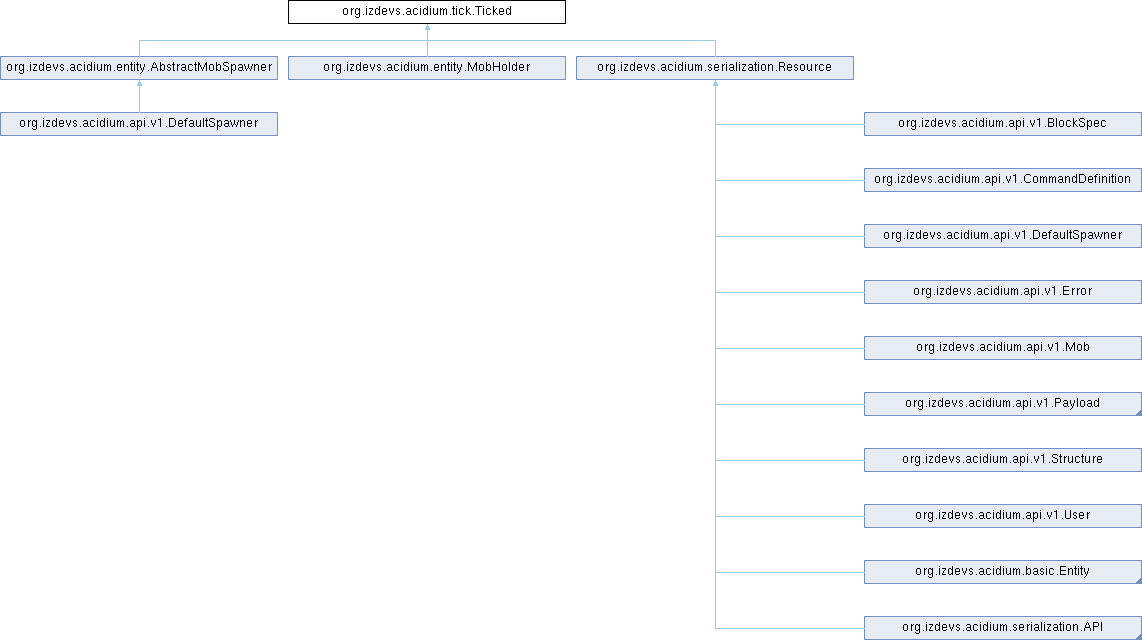 org.izdevs.acidium.tick.Ticked
org.izdevs.acidium.entity.AbstractMobSpawner
org.izdevs.acidium.entity.MobHolder
org.izdevs.acidium.serialization.Resource
org.izdevs.acidium.api.v1.DefaultSpawner
org.izdevs.acidium.api.v1.BlockSpec
org.izdevs.acidium.api.v1.CommandDefinition
org.izdevs.acidium.api.v1.DefaultSpawner
org.izdevs.acidium.api.v1.Error
org.izdevs.acidium.api.v1.Mob
org.izdevs.acidium.api.v1.Payload
org.izdevs.acidium.api.v1.Structure
org.izdevs.acidium.api.v1.User
org.izdevs.acidium.basic.Entity
org.izdevs.acidium.serialization.API